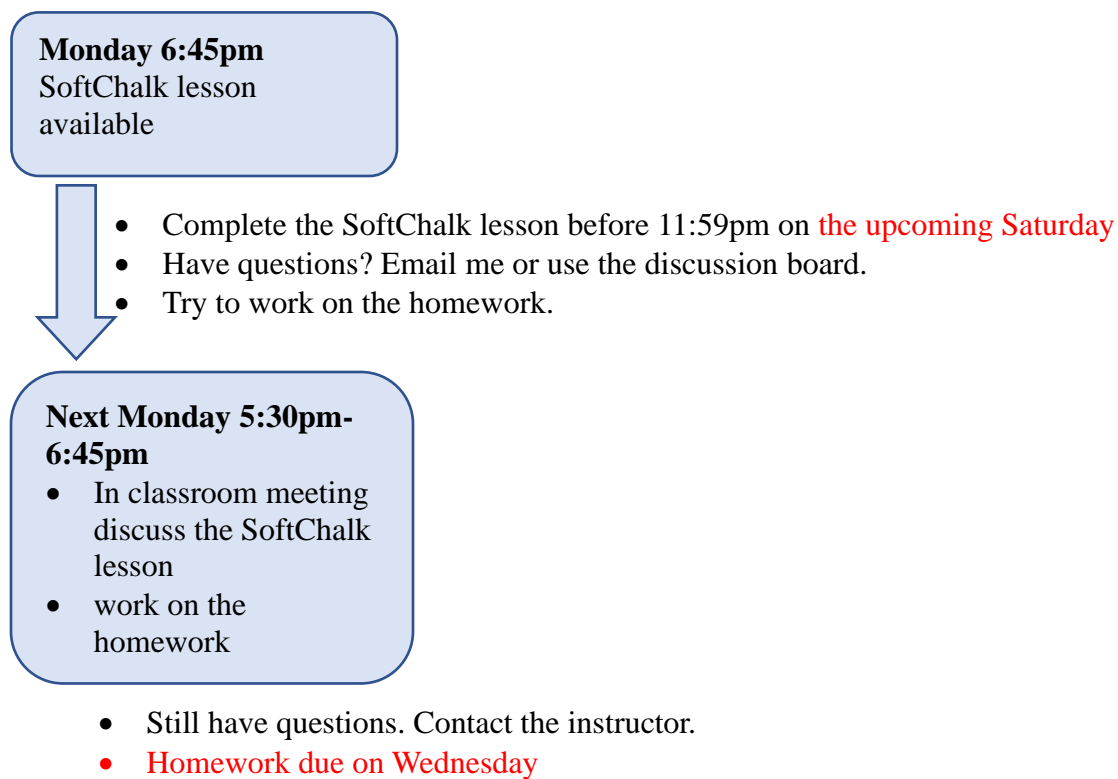 Monday 6:45pm
SoftChalk lesson
available
• Complete the SoftChalk lesson before 11:59pm on the upcoming Saturday
• Have questions? Email me or use the discussion board.
• Try to work on the homework.
Next Monday 5:30pm-
6:45pm
• In classroom meeting
discuss the SoftChalk
lesson
• work on the
homework
• Still have questions. Contact the instructor.
• Homework due on Wednesday